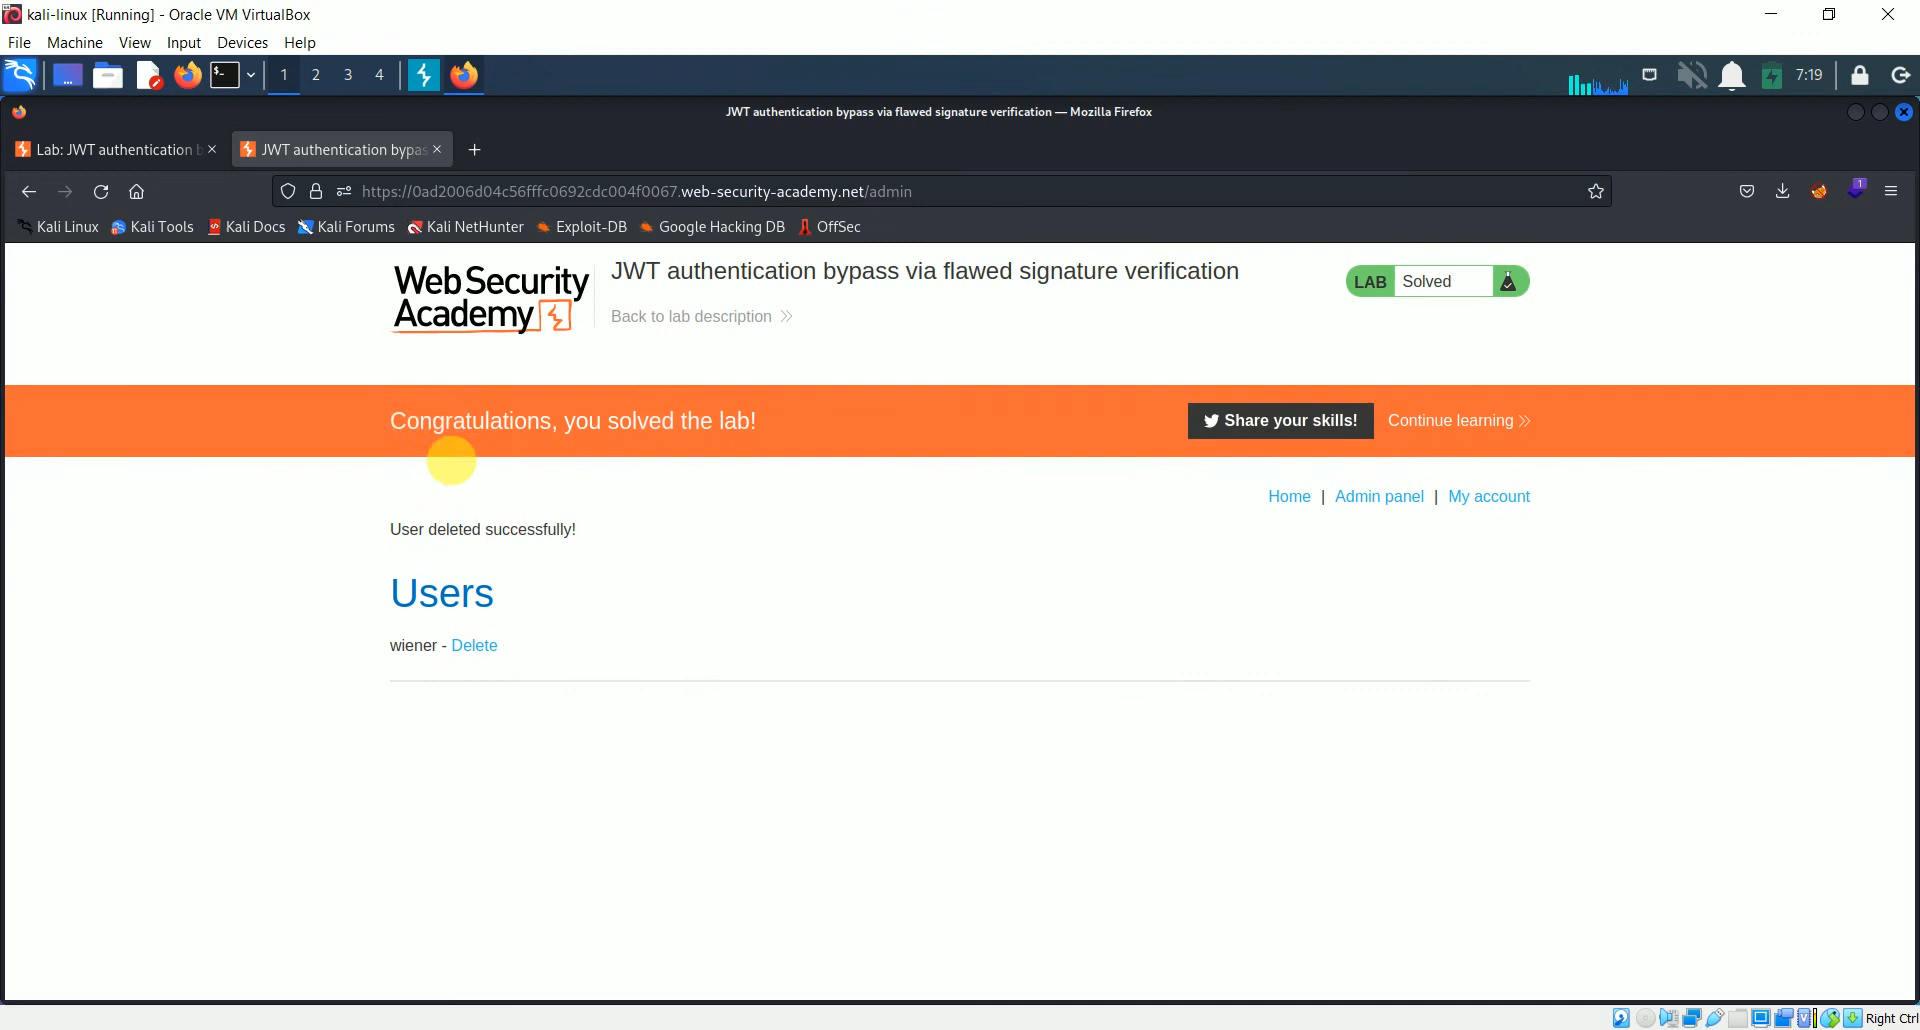 kali-linux [Running] - Oracle VM VirtualBox
File Machine View Input Devices Help
1 2 3 4 7:19
JWT authentication bypass via flawed signature verification — Mozilla Firefox
Lab: JWT authentication b JWT authentication bypas
https://0ad2006d04c56fffc0692cdc004f0067.web-security-academy.net/admin 1
Kali Linux Kali Tools Kali Docs Kali Forums Kali NetHunter Exploit-DB Google Hacking DB OffSec
Web Security
Academy
JWT authentication bypass via flawed signature verification
Back to lab description
LAB Solved
Congratulations, you solved the lab! Share your skills! Continue learning
Home | Admin panel | My account
User deleted successfully!
Users
wiener - Delete
Right Ctrl